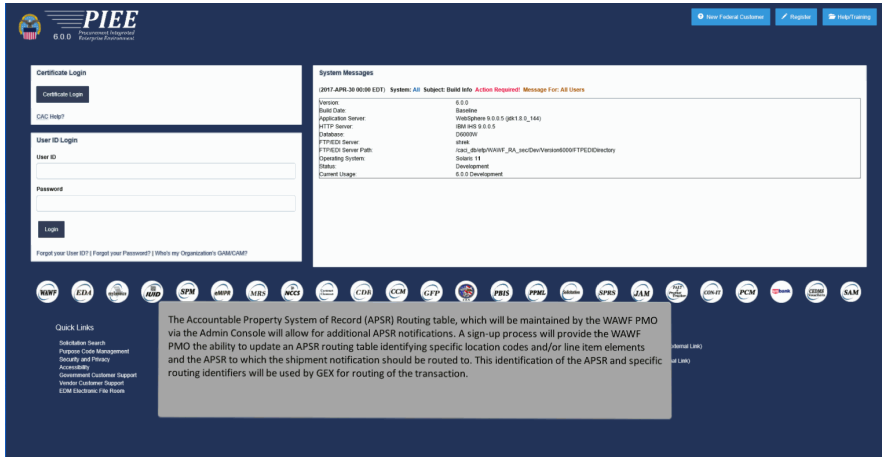 PIEE
6.0.0 Procurement Integrated Enterprise Environment
New Federal Customer
Register
Help/Training
Certificate Login
Certificate Login
CAC Help?
User ID Login
User ID
Password
Login
Forgot your User ID? | Forgot your Password? | Who's my Organization's GAM/CAM?
System Messages
(2017-APR-30 00:00 EDT) System: All Subject: Build Info Action Required! Message For: All Users
Version: 6.0.0
Build Date: Baseline
Application Server: WebSphere 9.0.0.5 (jdk1.8.0_144)
HTTP Server: IBM IHS 9.0.0.5
Database: D6000W
FTP/EDI Server: shrek
FTP/EDI Server Path: /caci_db/etp/WAWF_RA_sec/Dev/Version6000/FTPEDIDirectory
Operating System: Solaris 11
Status: Development
Current Usage: 6.0.0 Development
WAWF
EDA
myInvoice
IUID
SPM
eMIPR
MRS
NCCS
CDR
CCM
GFP
PBIS
PPML
Solicitation
SPRS
JAM
CON-IT
PCM
usbank
SAM
Quick Links
Solicitation Search
Purpose Code Management
Security and Privacy
Accessibility
Government Customer Support
Vendor Customer Support
EDM Electronic File Room
The Accountable Property System of Record (APSR) Routing table, which will be maintained by the WAWF PMO
via the Admin Console will allow for additional APSR notifications. A sign-up process will provide the WAWF
PMO the ability to update an APSR routing table identifying specific location codes and/or line item elements
and the APSR to which the shipment notification should be routed to. This identification of the APSR and specific
routing identifiers will be used by GEX for routing of the transaction.
Link)
Link)